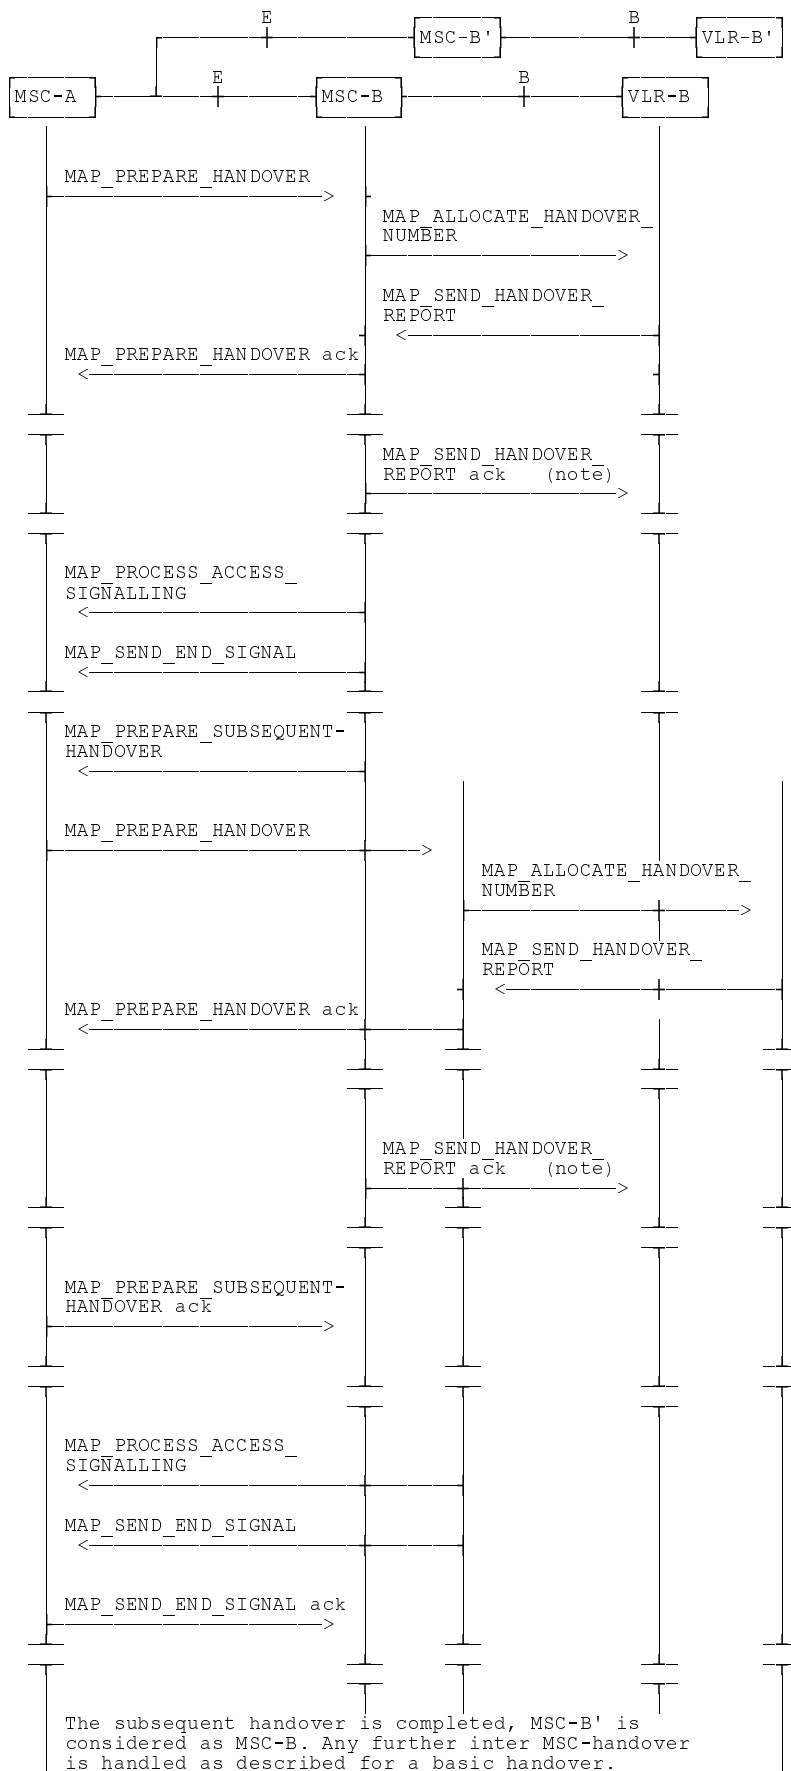 E
B
MSC-B'
VLR-B'
E
B
MSC-A
MSC-B
VLR-B
MAP_PREPARE_HANDOVER
MAP_ALLOCATE_HANDOVER_
NUMBER
MAP_SEND_HANDOVER_
REPORT
MAP_PREPARE_HANDOVER ack
MAP_SEND_HANDOVER_
REPORT ack (note)
MAP_PROCESS_ACCESS_
SIGNALLING
MAP_SEND_END_SIGNAL
MAP_PREPARE_SUBSEQUENT-
HANDOVER
MAP_PREPARE_HANDOVER
MAP_ALLOCATE_HANDOVER_
NUMBER
MAP_SEND_HANDOVER_
REPORT
MAP_PREPARE_HANDOVER ack
MAP_SEND_HANDOVER_
REPORT ack (note)
MAP_PREPARE_SUBSEQUENT-
HANDOVER ack
MAP_PROCESS_ACCESS_
SIGNALLING
MAP_SEND_END_SIGNAL
MAP_SEND_END_SIGNAL ack
The subsequent handover is completed, MSC-B' is
considered as MSC-B. Any further inter MSC-handover
is handled as described for a basic handover.